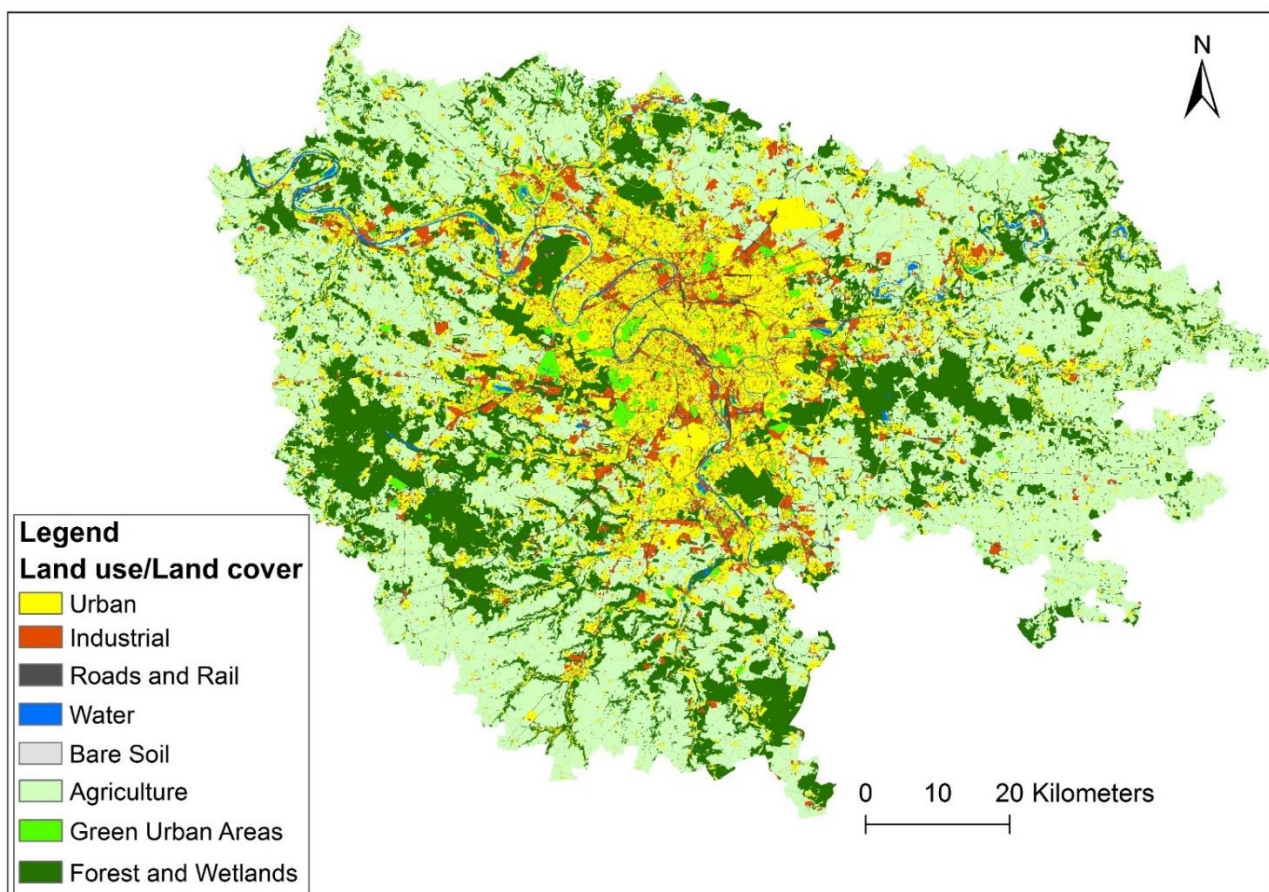 N
Legend
Land use/Land cover
Urban
Industrial
Roads and Rail
Water
Bare Soil
Agriculture
Green Urban Areas
Forest and Wetlands
0 10 20 Kilometers